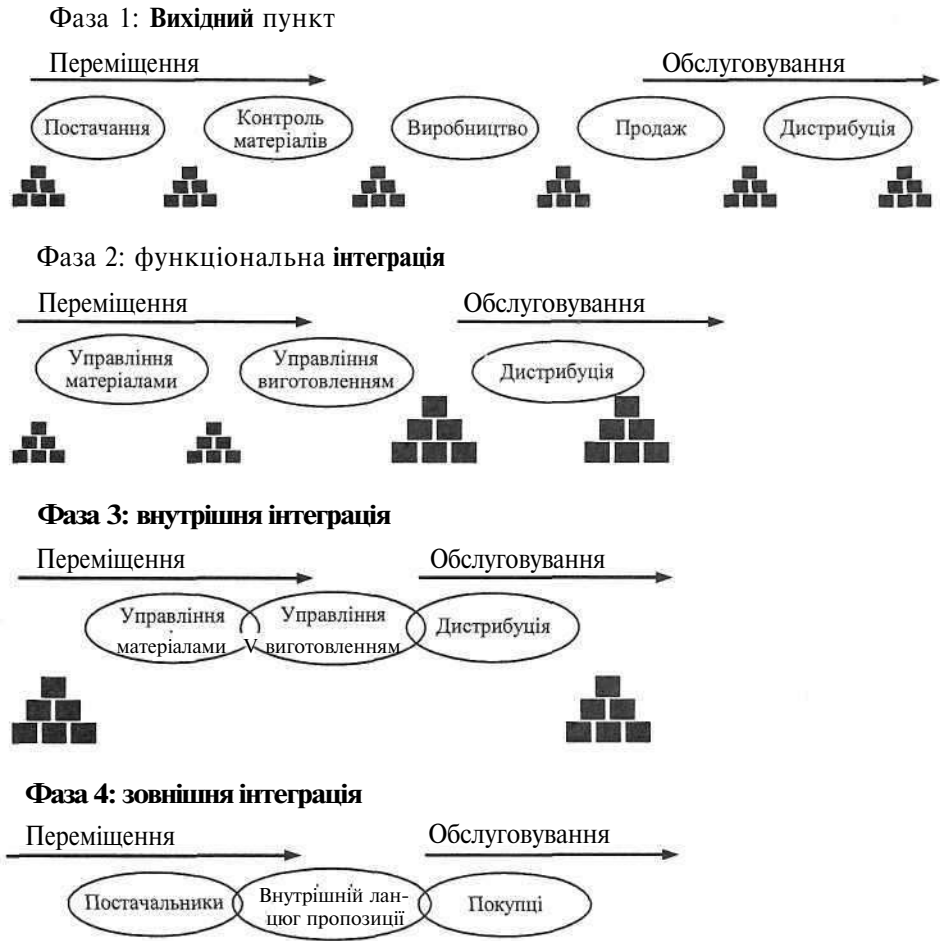 Фаза 1: Вихідний пункт
Переміщення Обслуговування
Постачання
Контроль
матеріалів
Виробництво
Продаж
Дистрибуція
Фаза 2: функціональна інтеграція
Переміщення Обслуговування
Управління
матеріалами
Управління
виготовленням
Дистрибуція
Фаза 3: внутрішня інтеграція
Переміщення Обслуговування
Управління
матеріалами
V виготовленням
Управління
Дистрибуція
Фаза 4: зовнішня інтеграція
Переміщення Обслуговування
Постачальники
Внутрішній лан-
цюг пропозиції
Покупці